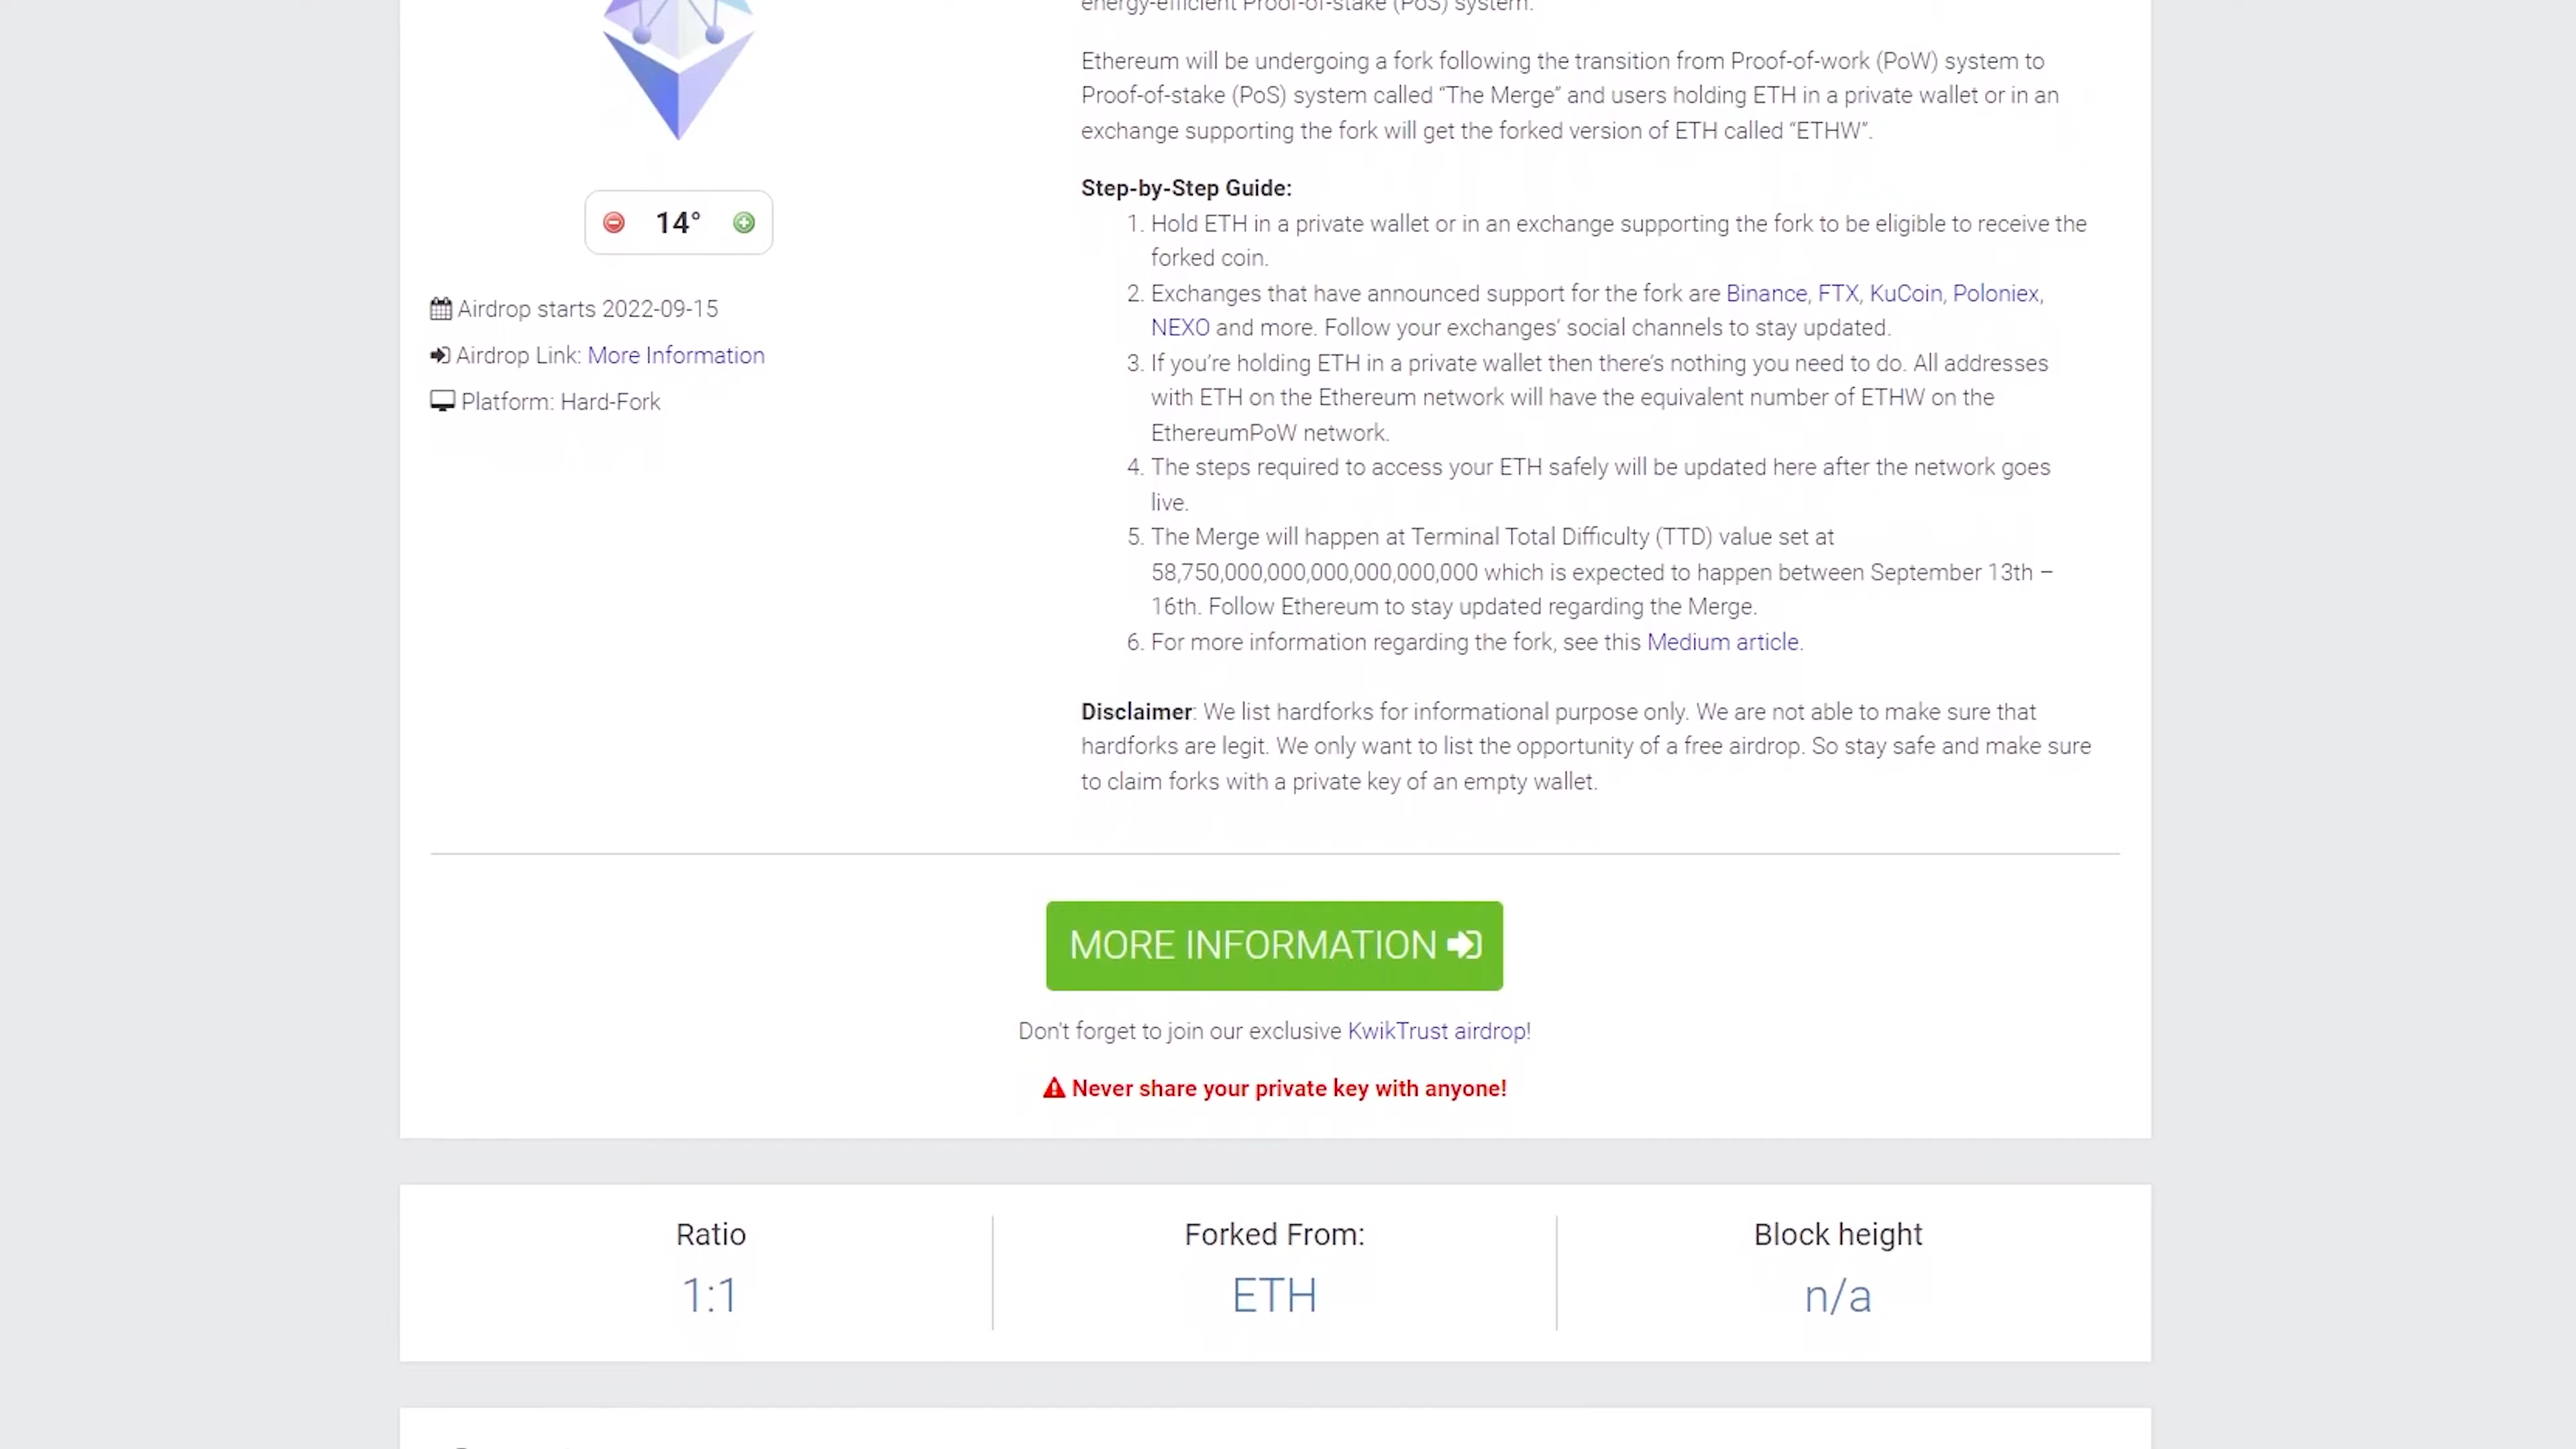 energy-efficient Proof-of-stake (PoS) system.
Ethereum will be undergoing a fork following the transition from Proof-of-work (PoW) system to
Proof-of-stake (PoS) system called “The Merge” and users holding ETH in a private wallet or in an
exchange supporting the fork will get the forked version of ETH called “ETHW”.
Step-by-Step Guide:
1. Hold ETH in a private wallet or in an exchange supporting the fork to be eligible to receive the
forked coin.
2. Exchanges that have announced support for the fork are Binance, FTX, KuCoin, Poloniex,
NEXO and more. Follow your exchanges’ social channels to stay updated.
3. If you’re holding ETH in a private wallet then there’s nothing you need to do. All addresses
with ETH on the Ethereum network will have the equivalent number of ETHW on the
EthereumPoW network.
4. The steps required to access your ETH safely will be updated here after the network goes
live.
5. The Merge will happen at Terminal Total Difficulty (TTD) value set at
58,750,000,000,000,000,000,000 which is expected to happen between September 13th –
16th. Follow Ethereum to stay updated regarding the Merge.
6. For more information regarding the fork, see this Medium article.
Disclaimer: We list hardforks for informational purpose only. We are not able to make sure that
hardforks are legit. We only want to list the opportunity of a free airdrop. So stay safe and make sure
to claim forks with a private key of an empty wallet.
14°
Airdrop starts 2022-09-15
Airdrop Link: More Information
Platform: Hard-Fork
MORE INFORMATION
Don't forget to join our exclusive KwikTrust airdrop!
Never share your private key with anyone!
Ratio
1:1
Forked From:
ETH
Block height
n/a